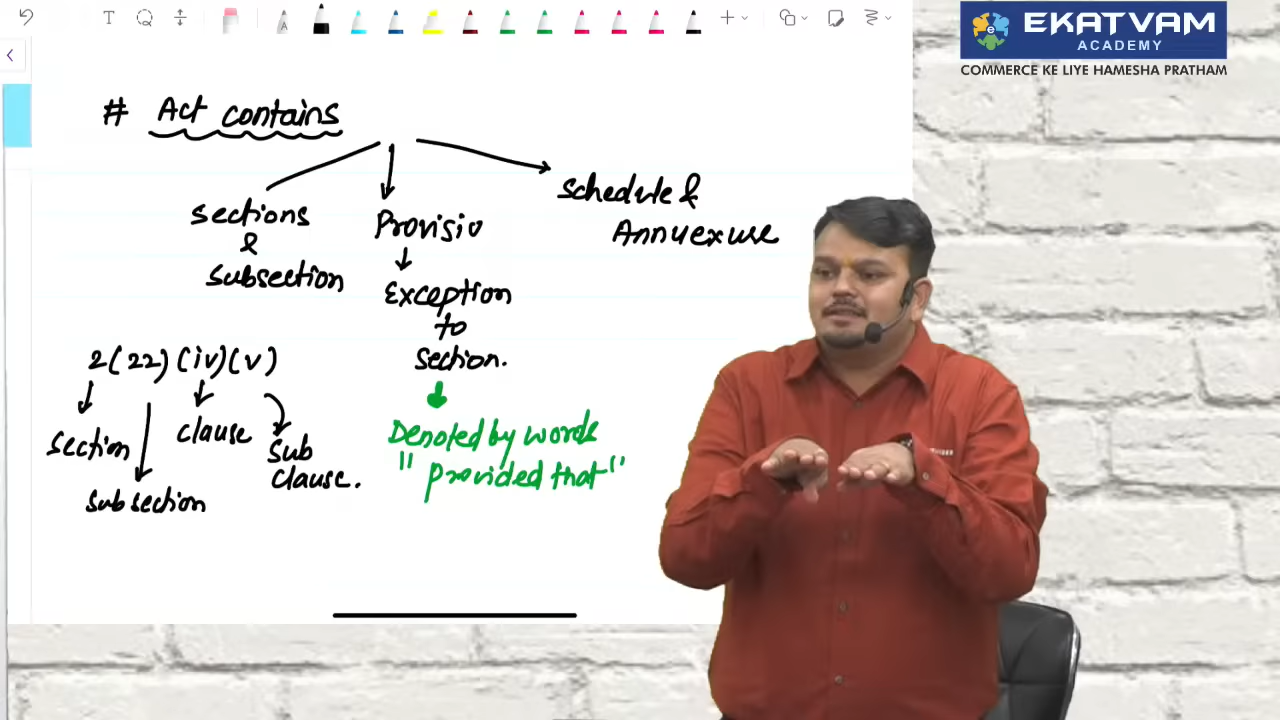 EKATVAM
ACADEMY
COMMERCE KE LIYE HAMESHA PRATHAM
# Act contains
Sections
&
Subsection
Provisio
Exception
to
section.
Denoted by words
"provided that"
Schedule &
Annuexure
2(22)(iv)(v)
section
subsection
clause
Sub
clause.